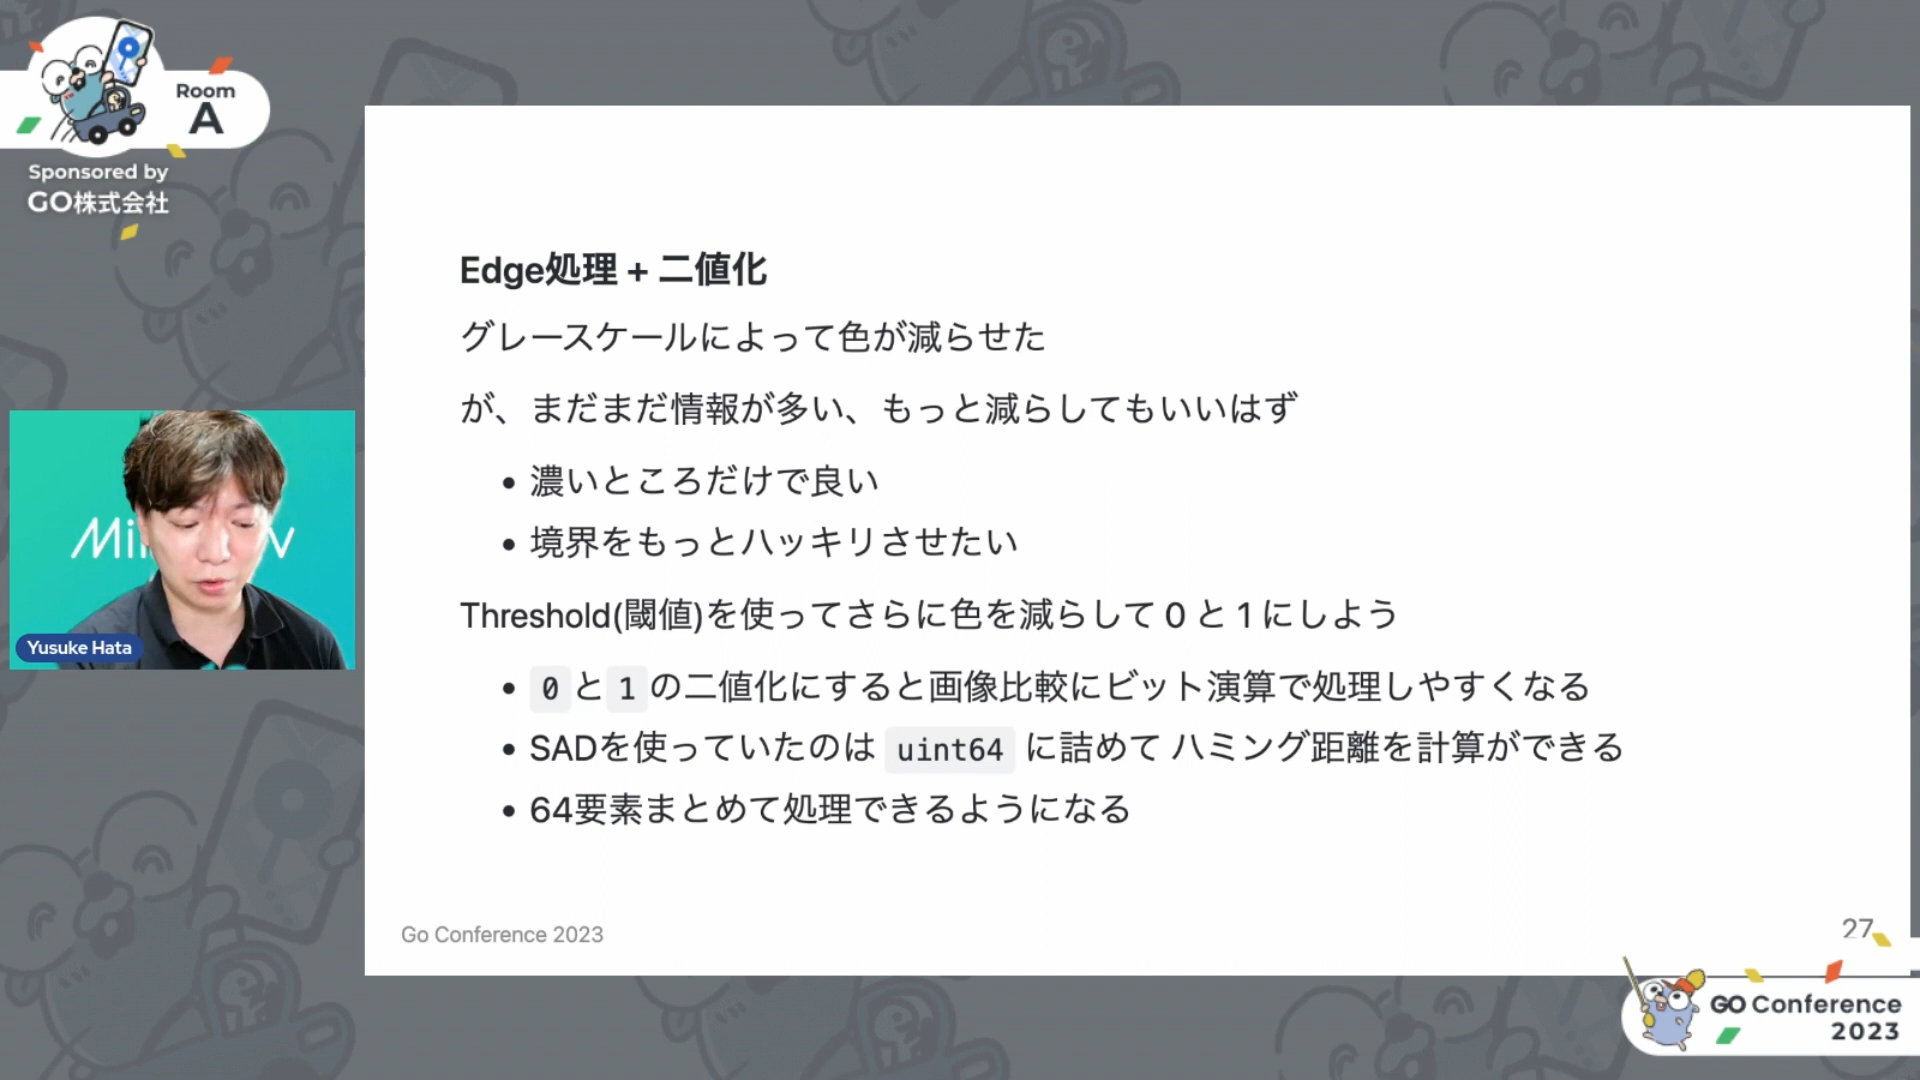 Room
A
Sponsored by
GO株式会社
Edge処理 + 二値化
グレースケールによって色が減らせた
が、まだまだ情報が多い、もっと減らしてもいいはず
• 濃いところだけで良い
• 境界をもっとハッキリさせたい
Threshold(閾値)を使ってさらに色を減らして 0 と 1 にしよう
• 0 と 1 の二値化にすると画像比較にビット演算で処理しやすくなる
• SADを使っていたのは uint64 に詰めて ハミング距離を計算ができる
• 64要素まとめて処理できるようになる
Yusuke Hata
Go Conference 2023
27
GO Conference
2023